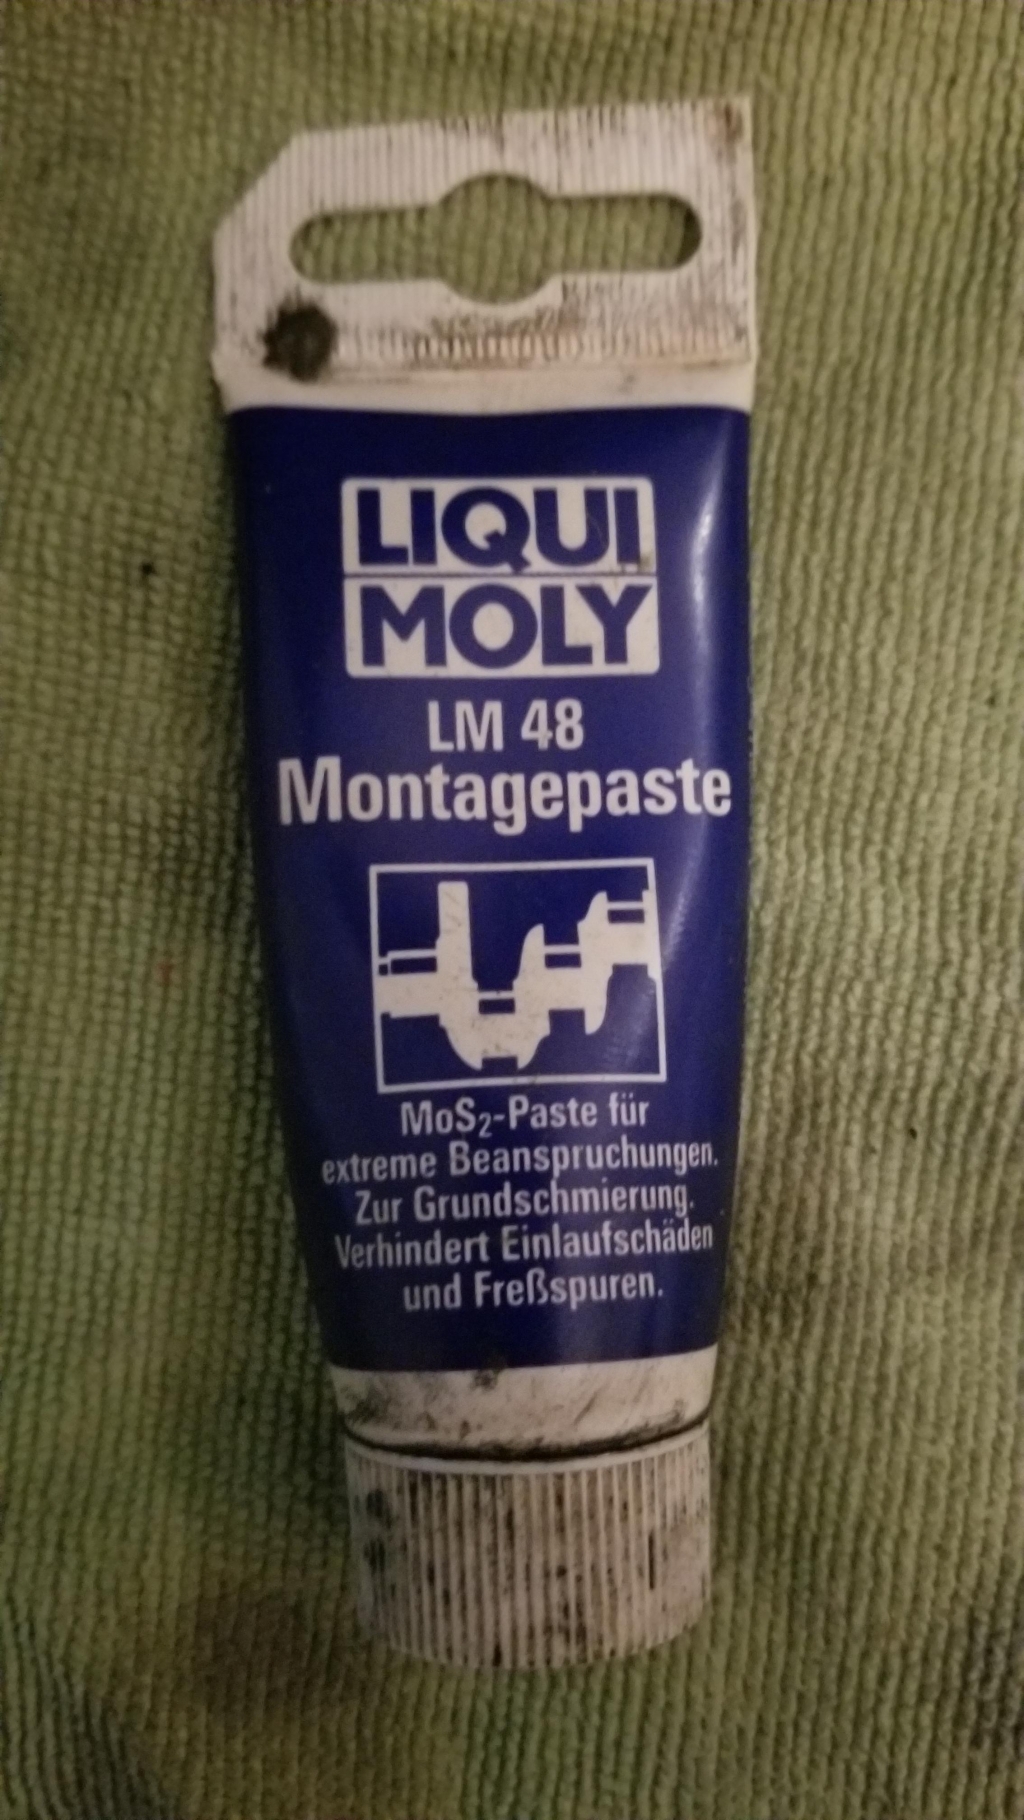 LIQUI
MOLY
LM 48
Montagepaste
MoS₂-Paste für
extreme Beanspruchungen.
Zur Grundschmierung.
Verhindert Einlaufschäden
und Freßspuren.